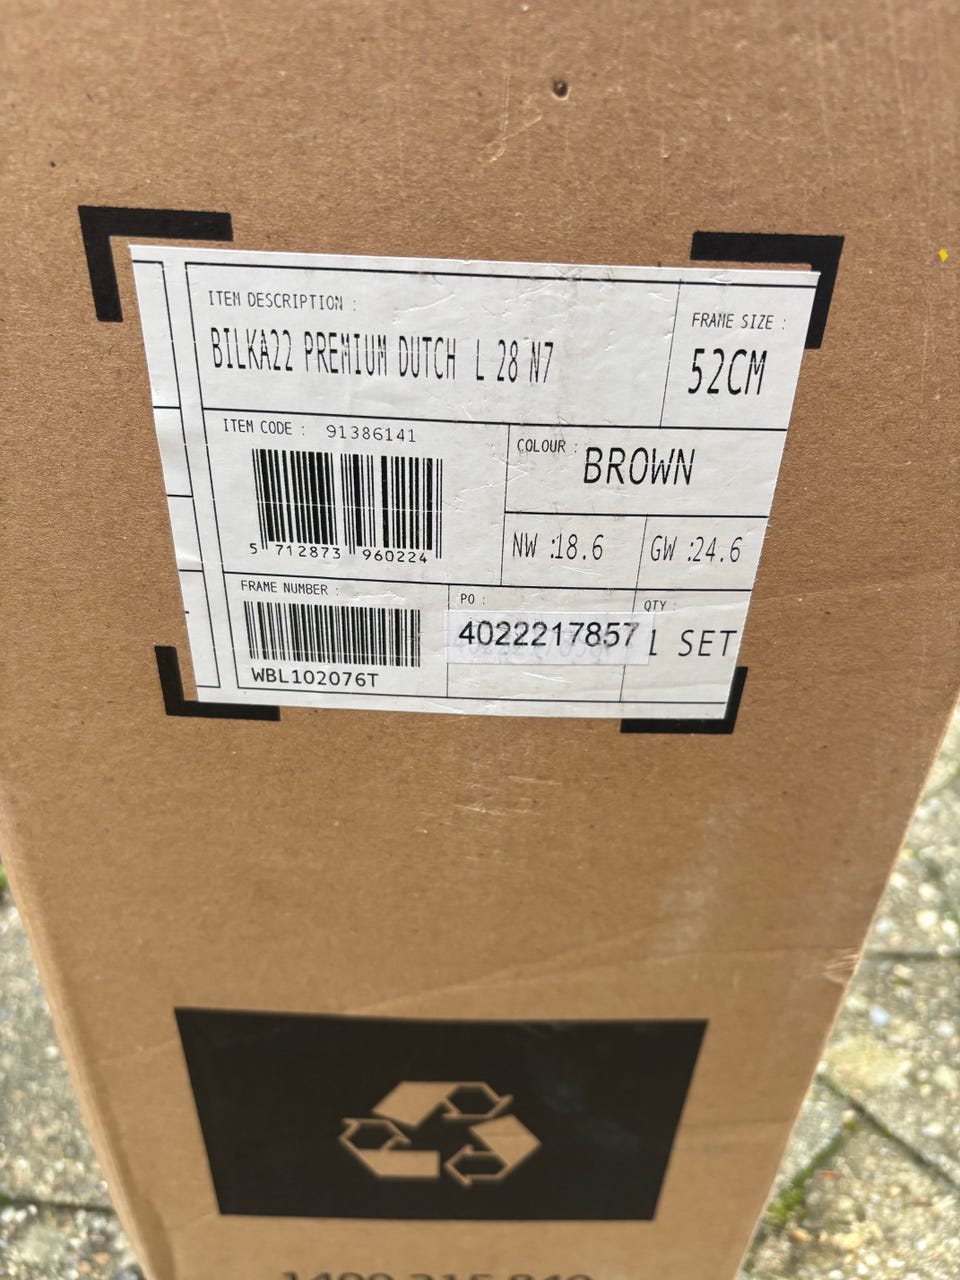 ITEM DESCRIPTION :
BILKA22 PREMIUM DUTCH L 28 N7
FRAME SIZE :
52CM
ITEM CODE : 91386141
5 712873 960224
COLOUR : BROWN
NW :18.6
GW :24.6
FRAME NUMBER :
WBL102076T
PO :
4022217857
QTY :
1 SET